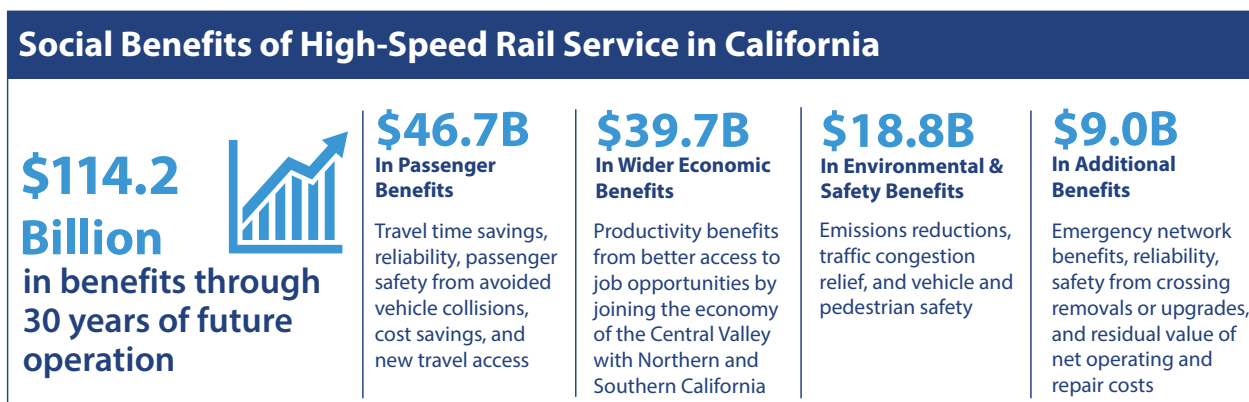 Social Benefits of High-Speed Rail Service in California
$114.2
Billion
in benefits through
30 years of future
operation
$46.7B
In Passenger
Benefits
Travel time savings,
reliability, passenger
safety from avoided
vehicle collisions,
cost savings, and
new travel access
$39.7B
In Wider Economic
Benefits
Productivity benefits
from better access to
job opportunities by
joining the economy
of the Central Valley
with Northern and
Southern California
$18.8B
In Environmental &
Safety Benefits
Emissions reductions,
traffic congestion
relief, and vehicle and
pedestrian safety
$9.0B
In Additional
Benefits
Emergency network
benefits, reliability,
safety from crossing
removals or upgrades,
and residual value of
net operating and
repair costs